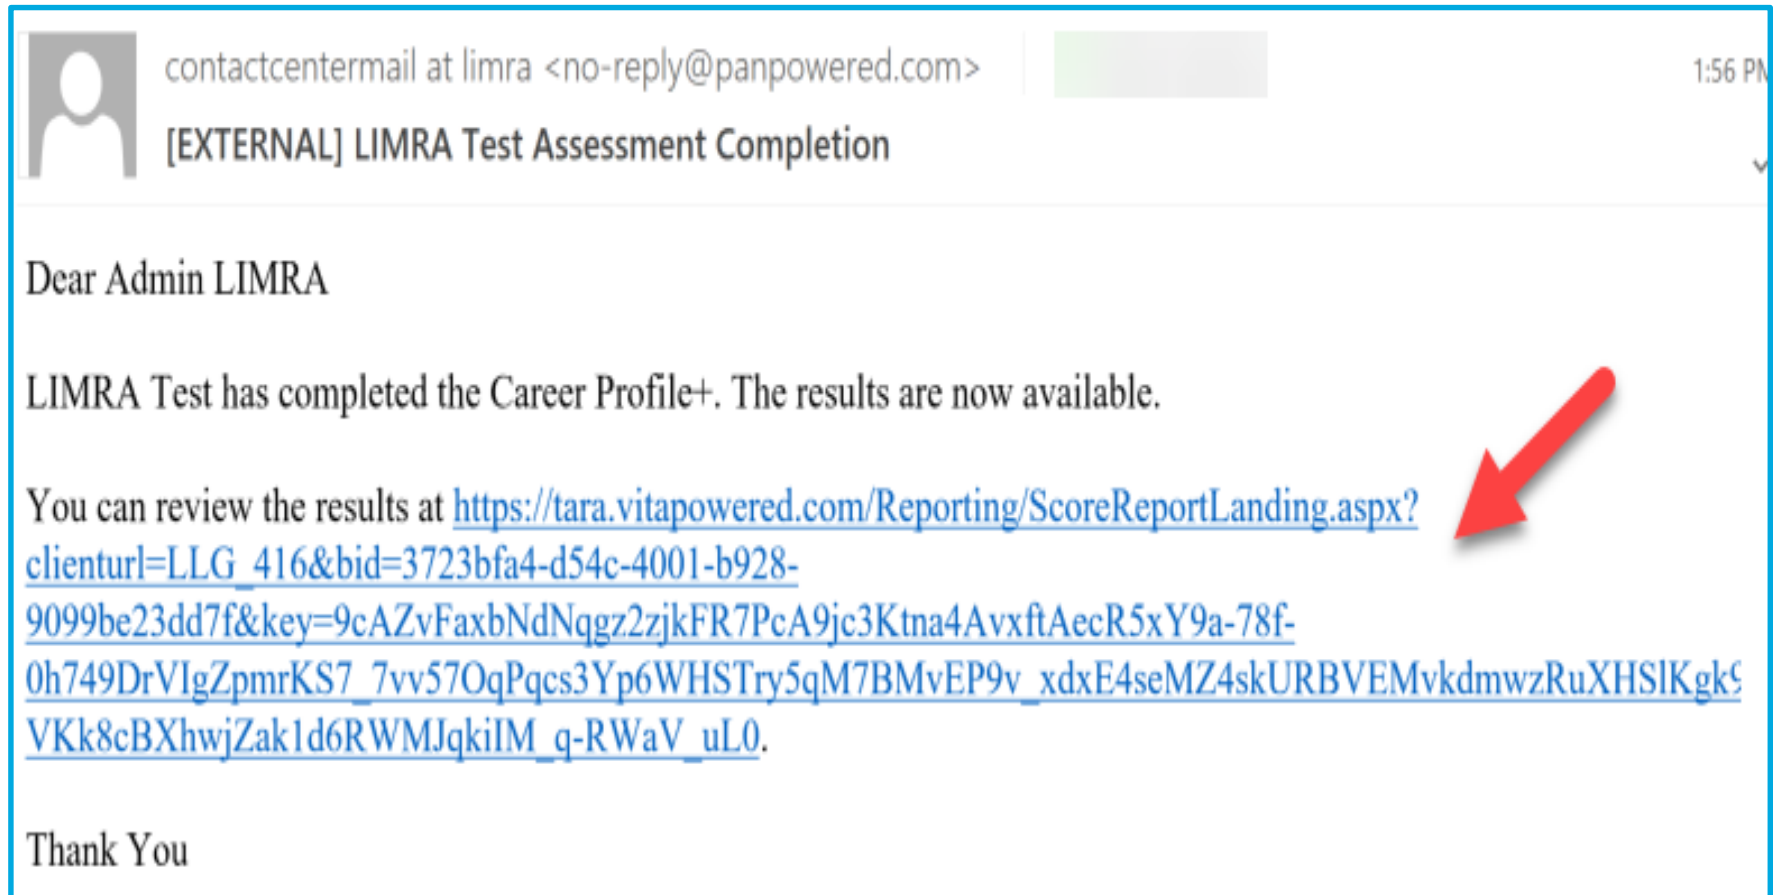 contactcentermail at limra <no-reply@panpowered.com>
1:56 PM
[EXTERNAL] LIMRA Test Assessment Completion
Dear Admin LIMRA
LIMRA Test has completed the Career Profile+. The results are now available.
You can review the results at https://tara.vitapowered.com/Reporting/ScoreReportLanding.aspx?
clienturl=LLG_416&bid=3723bfa4-d54c-4001-b928-
9099be23dd7f&key=9cAZvFaxbNdNqgz2zjkFR7PcA9jc3Ktna4AvxftAecR5xY9a-78f-
0h749DrVIgZpmrKS7_7vv57OqPqcs3Yp6WHSTry5qM7BMvEP9v_xdxE4seMZ4skURBVEMvkdmwzRuXHSlKgk9
VKk8cBXhwjZak1d6RWMJqkiIM_q-RWaV_uL0.
Thank You